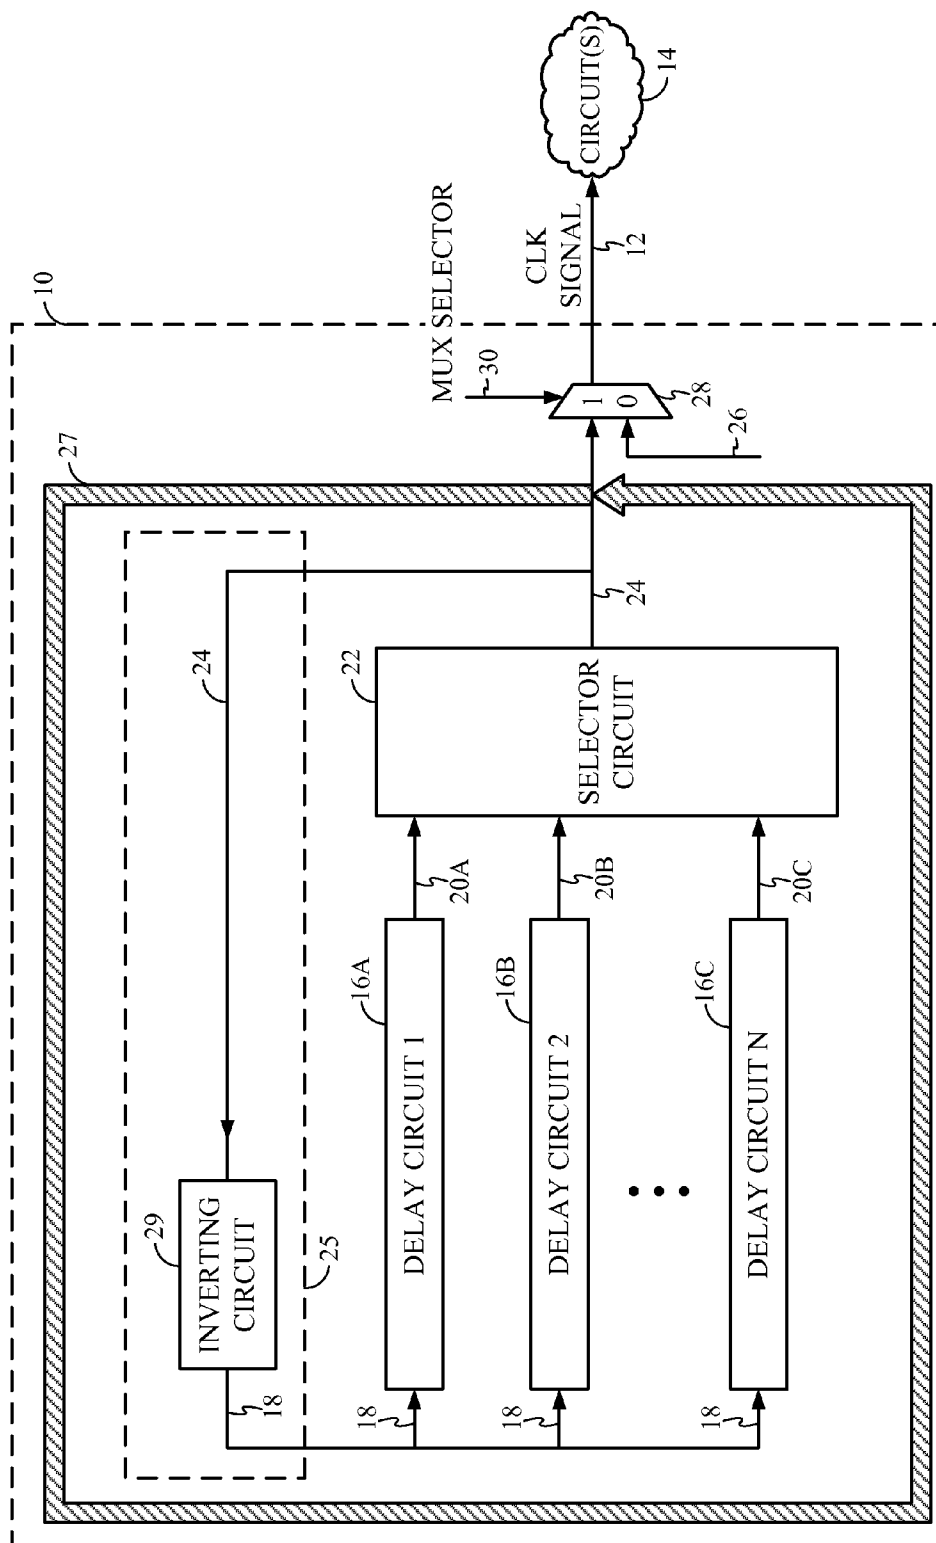 10
27
25
29
INVERTING
CIRCUIT
24
18
18
16A
DELAY CIRCUIT 1
20A
18
16B
DELAY CIRCUIT 2
20B
18
16C
DELAY CIRCUIT N
20C
22
SELECTOR
CIRCUIT
24
MUX SELECTOR
30
1
0
28
26
CLK
SIGNAL
12
CIRCUIT(S)
14